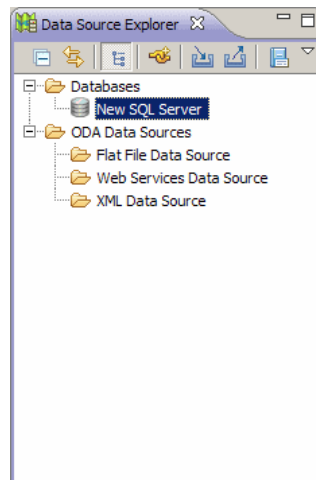 Data Source Explorer
Databases
New SQL Server
ODA Data Sources
Flat File Data Source
Web Services Data Source
XML Data Source